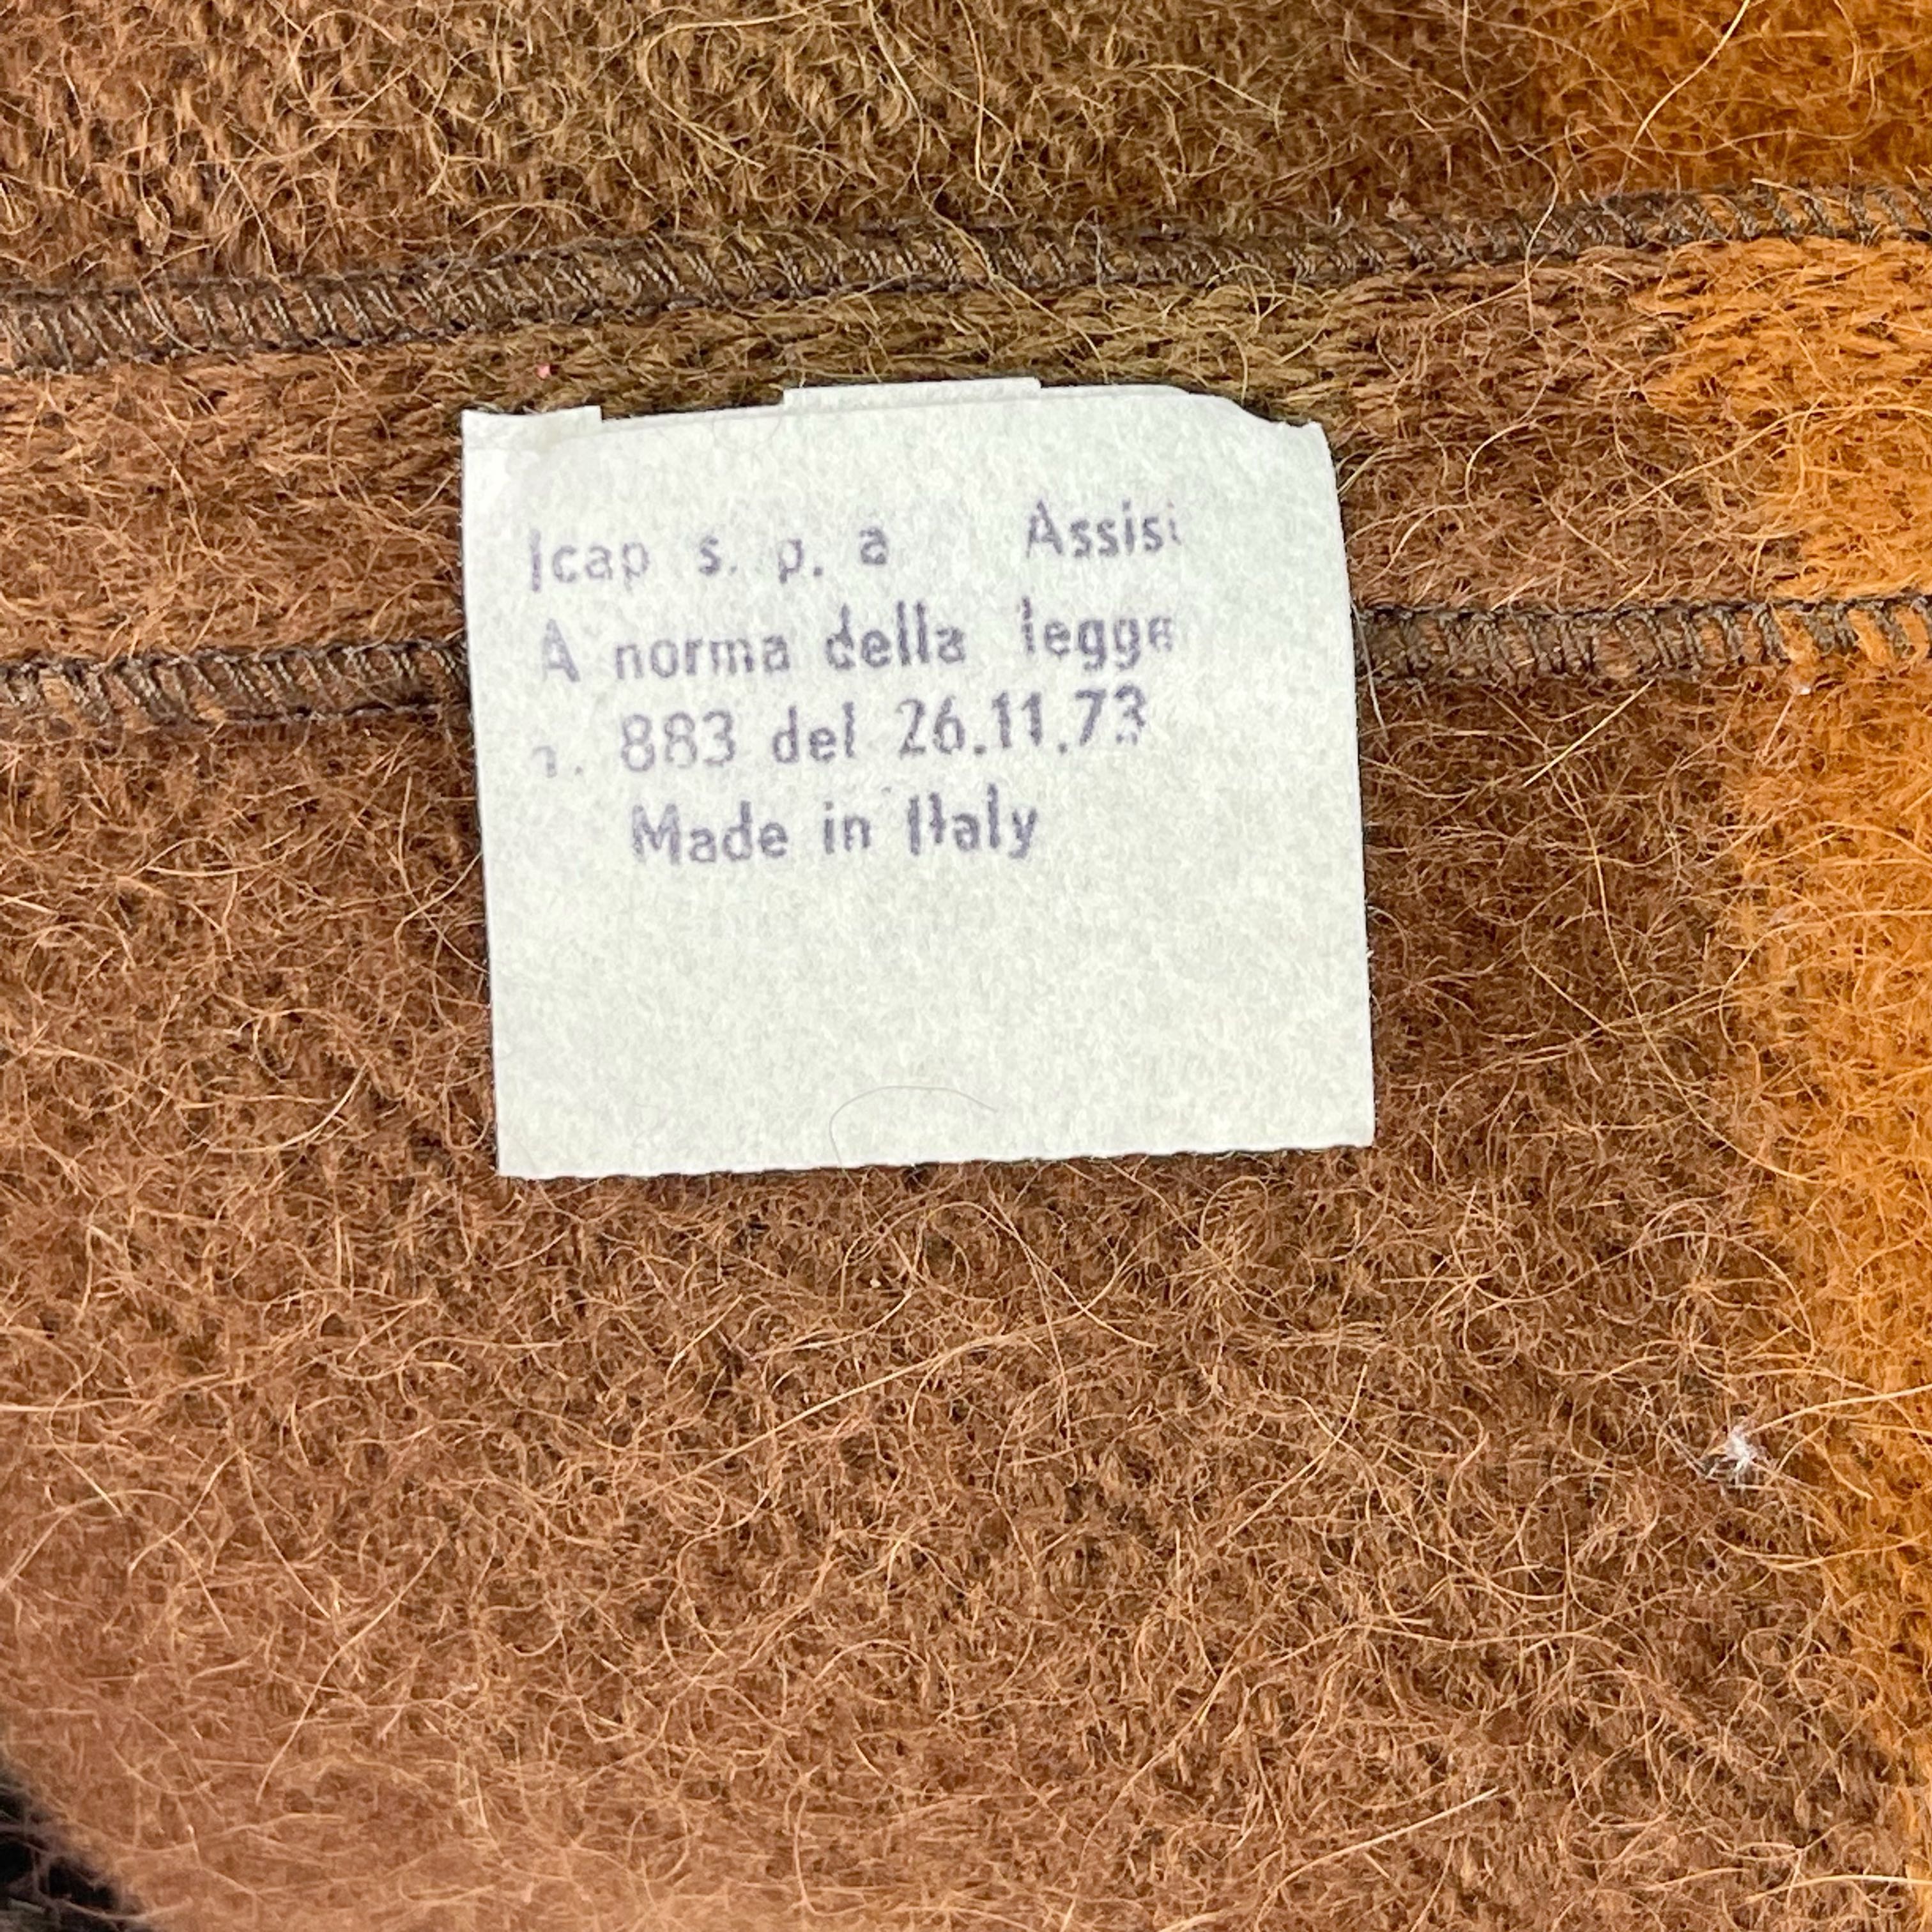 Icap s. p. a Assisi
A norma della legge
n. 883 del 26.11.73
Made in Italy